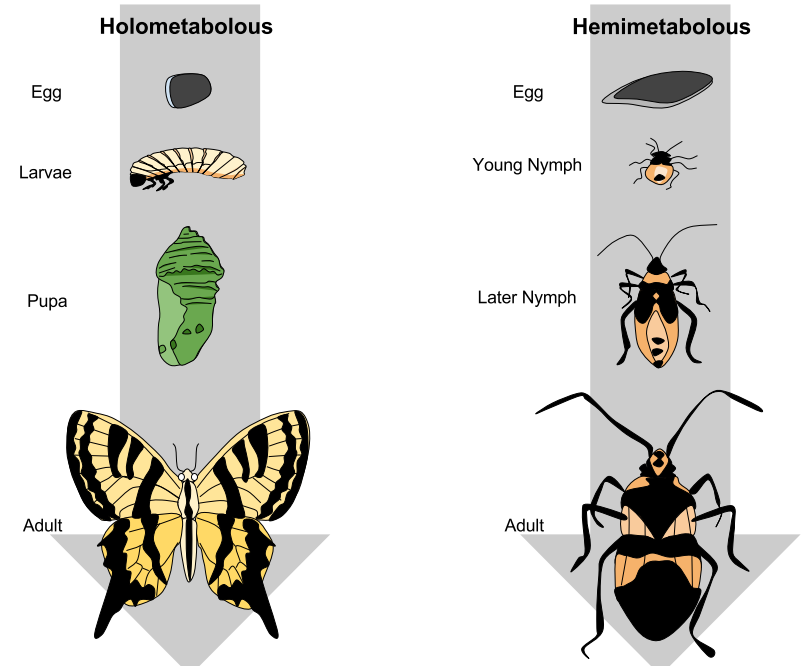 Holometabolous
Egg
Larvae
Pupa
Adult
Hemimetabolous
Egg
Young Nymph
Later Nymph
Adult